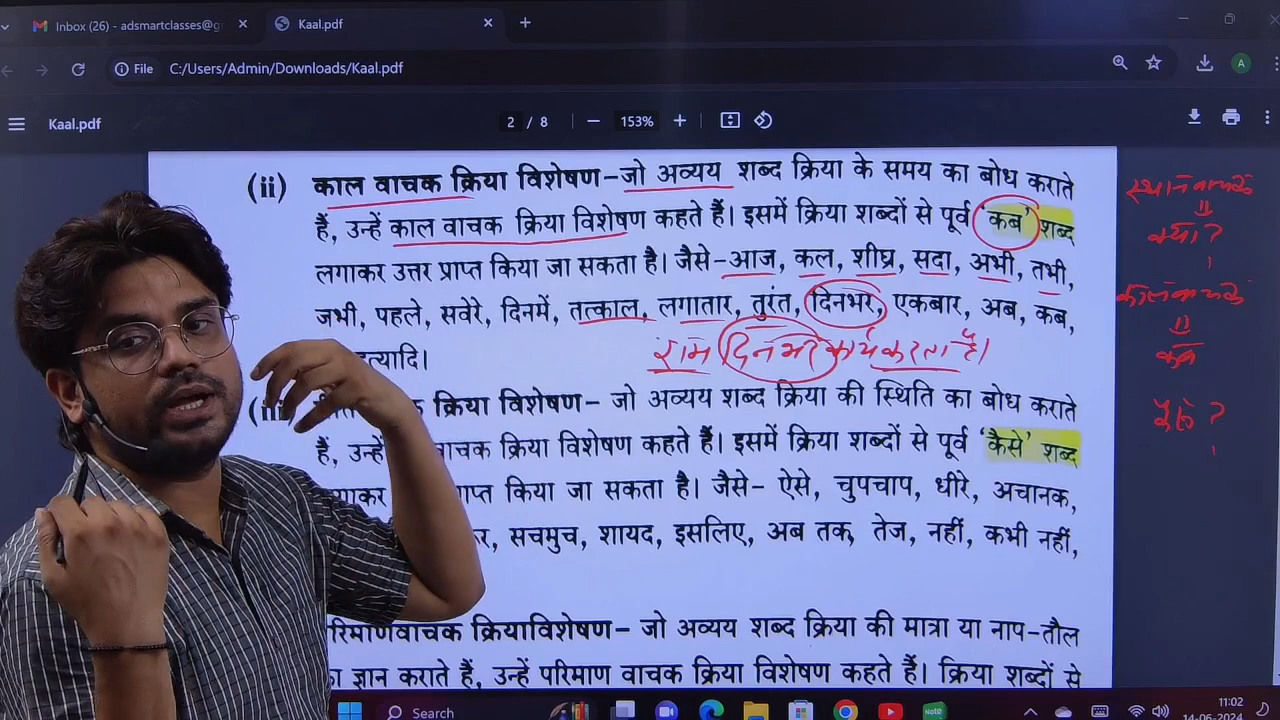 Inbox (26) - adsmartclasses@g
Kaal.pdf
File C:/Users/Admin/Downloads/Kaal.pdf
A
Kaal.pdf
2 / 8
153%
(ii) काल वाचक क्रिया विशेषण–जो अव्यय शब्द क्रिया के समय का बोध कराते
हैं, उन्हें काल वाचक क्रिया विशेषण कहते हैं। इसमें क्रिया शब्दों से पूर्व 'कब' शब्द
लगाकर उत्तर प्राप्त किया जा सकता है। जैसे–आज, कल, शीघ्र, सदा, अभी, तभी,
जभी, पहले, सवेरे, दिनमें, तत्काल, लगातार, तुरंत, दिनभर, एकबार, अब, कब,
त्यादि।
राम दिन भर कार्य करता है।
स्थानवाचक
कालवाचक
कब
क्रिया विशेषण– जो अव्यय शब्द क्रिया की स्थिति का बोध कराते
हैं, उन्हें वाचक क्रिया विशेषण कहते हैं। इसमें क्रिया शब्दों से पूर्व 'कैसे' शब्द
प्राप्त किया जा सकता है। जैसे– ऐसे, चुपचाप, धीरे, अचानक,
सचमुच, शायद, इसलिए, अब तक, तेज, नहीं, कभी नहीं,
रिमाणवाचक क्रियाविशेषण– जो अव्यय शब्द क्रिया की मात्रा या नाप-तौल
ज्ञान कराते हैं, उन्हें परिमाण वाचक क्रिया विशेषण कहते हैं। क्रिया शब्दों से
Search
11:02
14-06-2024